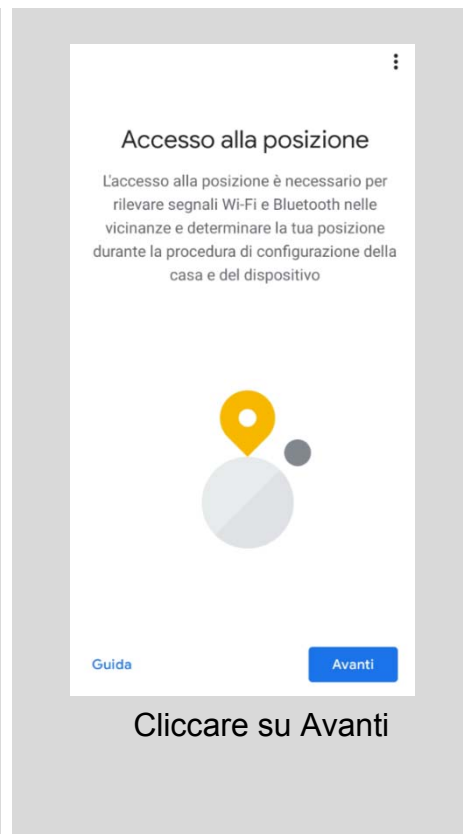 Accesso alla posizione
L'accesso alla posizione è necessario per
rilevare segnali Wi-Fi e Bluetooth nelle
vicinanze e determinare la tua posizione
durante la procedura di configurazione della
casa e del dispositivo
Guida
Avanti
Cliccare su Avanti